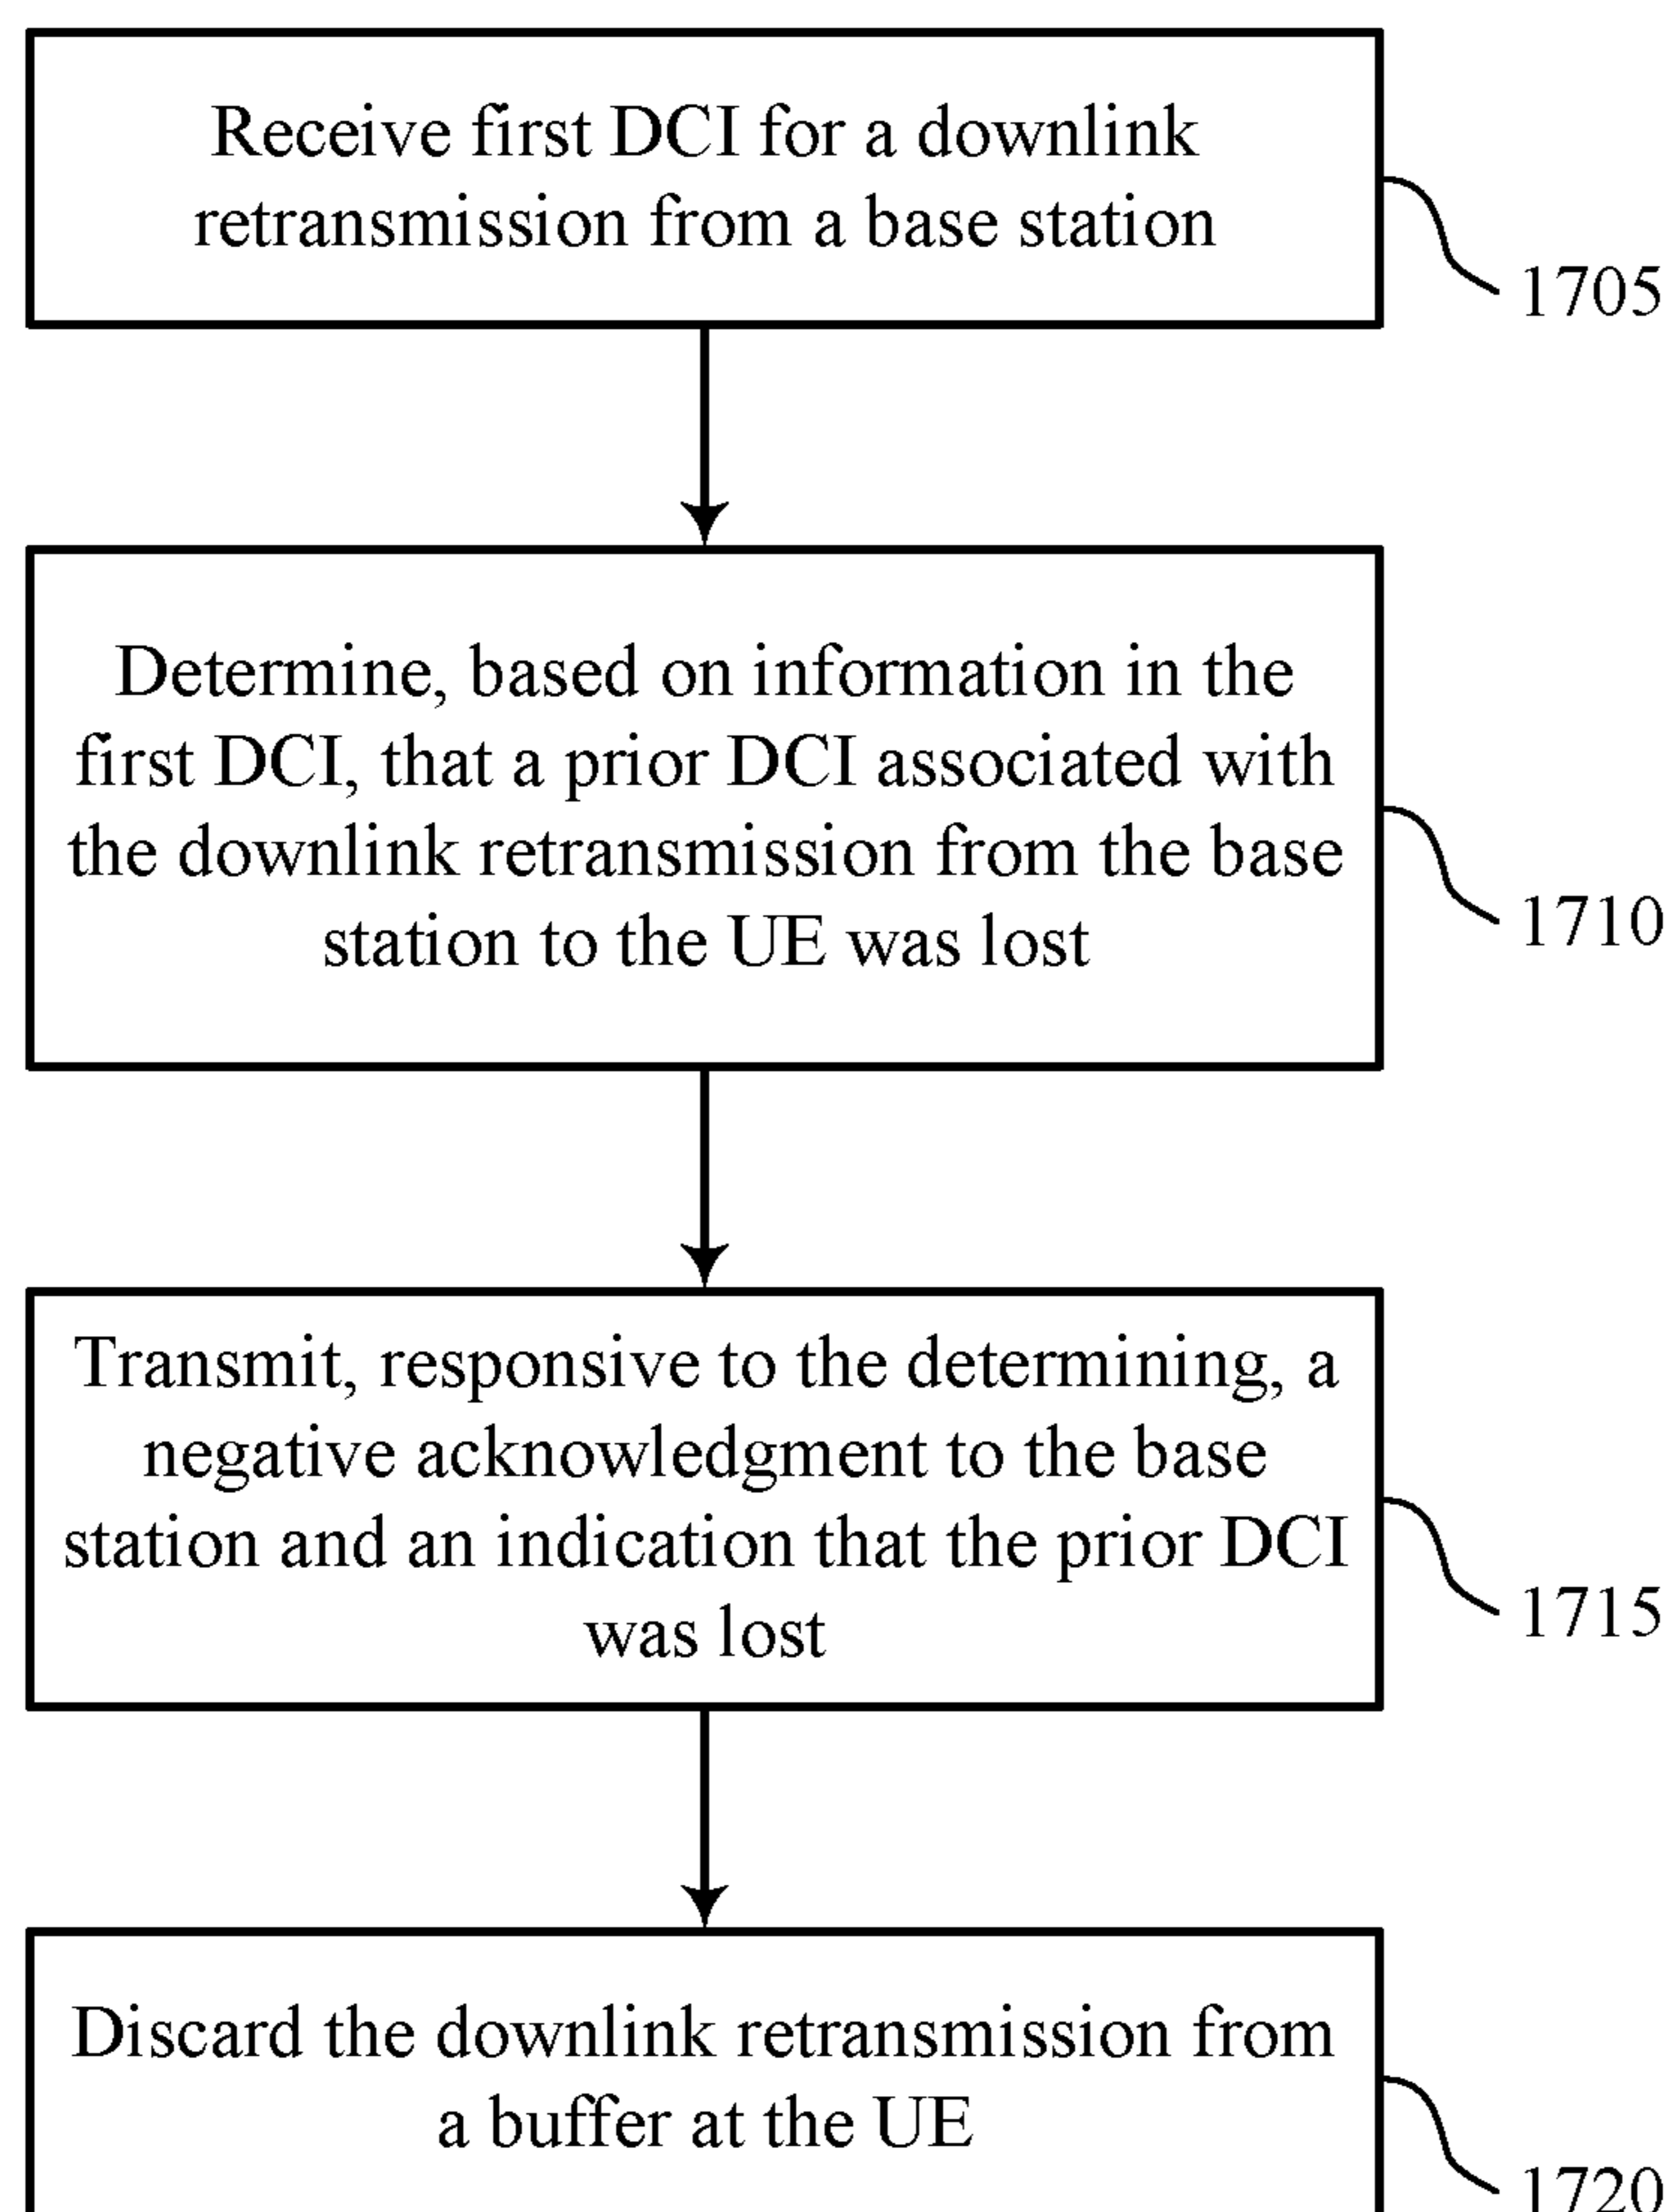 Receive first DCI for a downlink
retransmission from a base station
1705
Determine, based on information in the
first DCI, that a prior DCI associated with
the downlink retransmission from the base
station to the UE was lost
1710
Transmit, responsive to the determining, a
negative acknowledgment to the base
station and an indication that the prior DCI
was lost
1715
Discard the downlink retransmission from
a buffer at the UE
1720